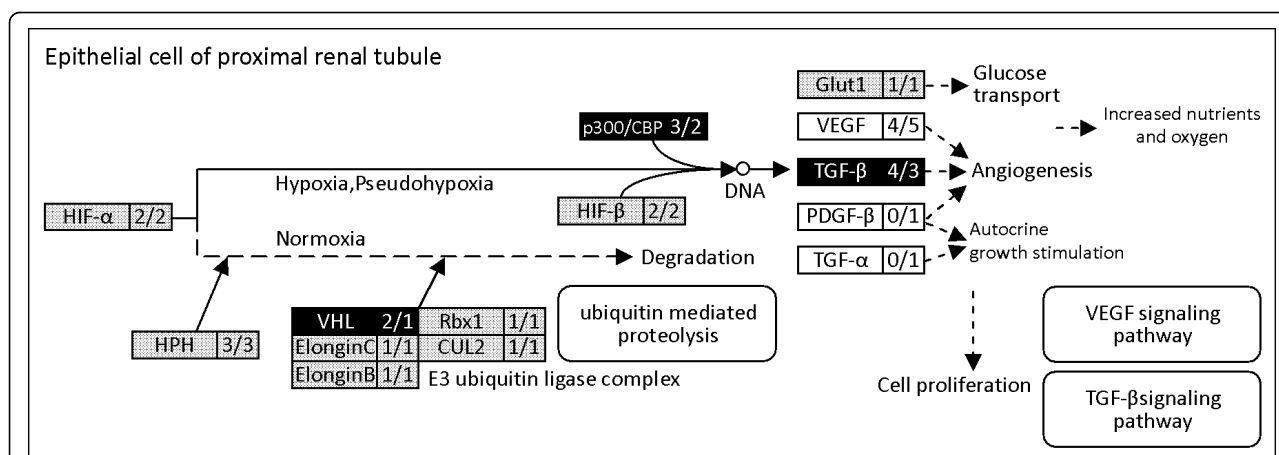 Epithelial cell of proximal renal tubule
Glut1 1/1
Glucose
transport
p300/CBP 3/2
VEGF 4/5
Increased nutrients
and oxygen
Hypoxia,Pseudohypoxia
DNA
TGF-β 4/3
Angiogenesis
HIF-α 2/2
HIF-β 2/2
PDGF-β 0/1
Normoxia
Degradation
Autocrine
growth stimulation
TGF-α 0/1
HPH 3/3
VHL 2/1 Rbx1 1/1
ElonginC 1/1 CUL2 1/1
ElonginB 1/1 E3 ubiquitin ligase complex
ubiquitin mediated
proteolysis
Cell proliferation
VEGF signaling
pathway
TGF-βsignaling
pathway